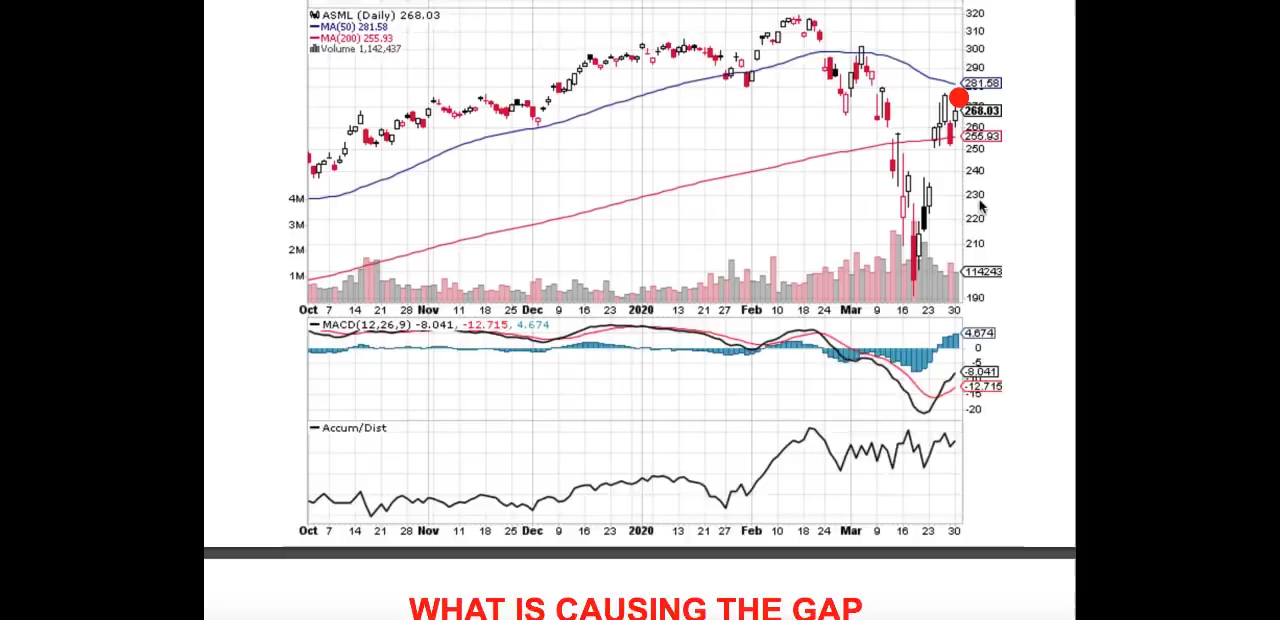 ASML (Daily) 268.03
MA(50) 281.58
MA(200) 255.93
Volume 1,142,437
320
310
300
290
281.58
268.03
260
255.93
250
240
230
220
210
114243
190
4M
3M
2M
1M
Oct 7 14 21 28 Nov 11 18 25 Dec 9 16 23 2020 13 21 27 Feb 10 18 24 Mar 9 16 23 30
MACD(12,26,9) -8.041, -12.715, 4.674
4.674
0
-5
-8.041
-12.715
-15
-20
Accum/Dist
Oct 7 14 21 28 Nov 11 18 25 Dec 9 16 23 2020 13 21 27 Feb 10 18 24 Mar 9 16 23 30
WHAT IS CAUSING THE GAP